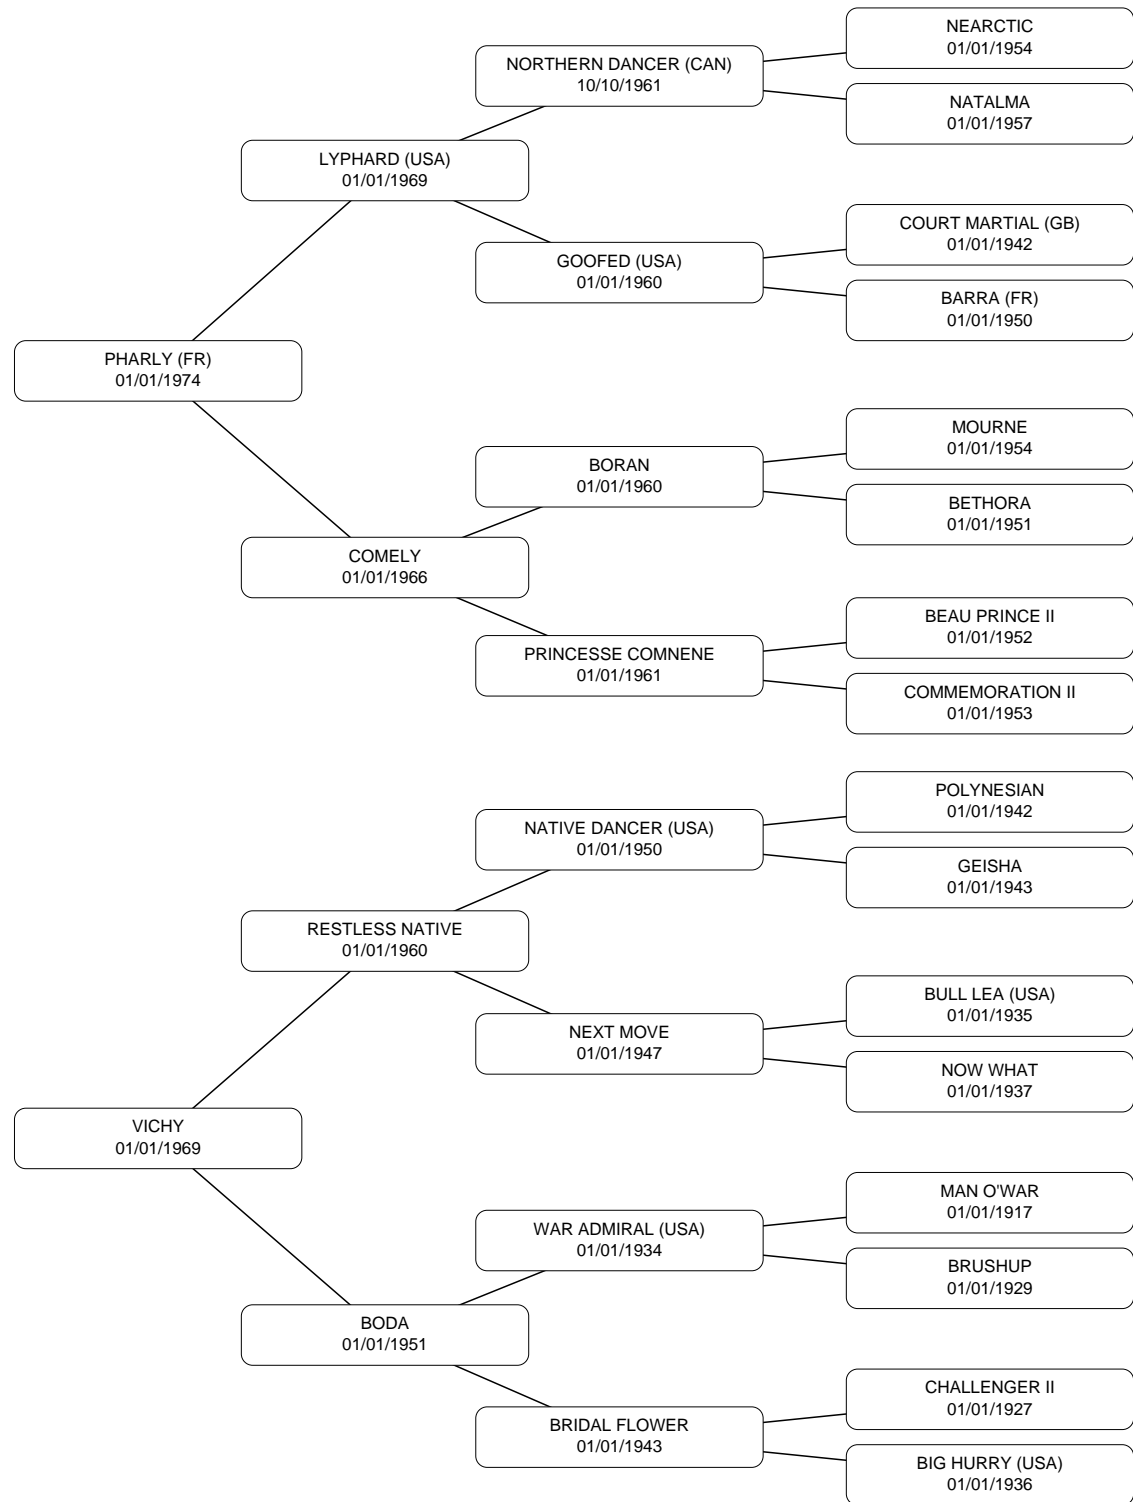 NEARCTIC
01/01/1954
NORTHERN DANCER (CAN)
10/10/1961
NATALMA
01/01/1957
LYPHARD (USA)
01/01/1969
COURT MARTIAL (GB)
01/01/1942
GOOFED (USA)
01/01/1960
BARRA (FR)
01/01/1950
PHARLY (FR)
01/01/1974
MOURNE
01/01/1954
BORAN
01/01/1960
BETHORA
01/01/1951
COMELY
01/01/1966
BEAU PRINCE II
01/01/1952
PRINCESSE COMNENE
01/01/1961
COMMEMORATION II
01/01/1953
POLYNESIAN
01/01/1942
NATIVE DANCER (USA)
01/01/1950
GEISHA
01/01/1943
RESTLESS NATIVE
01/01/1960
BULL LEA (USA)
01/01/1935
NEXT MOVE
01/01/1947
NOW WHAT
01/01/1937
VICHY
01/01/1969
MAN O'WAR
01/01/1917
WAR ADMIRAL (USA)
01/01/1934
BRUSHUP
01/01/1929
BODA
01/01/1951
CHALLENGER II
01/01/1927
BRIDAL FLOWER
01/01/1943
BIG HURRY (USA)
01/01/1936